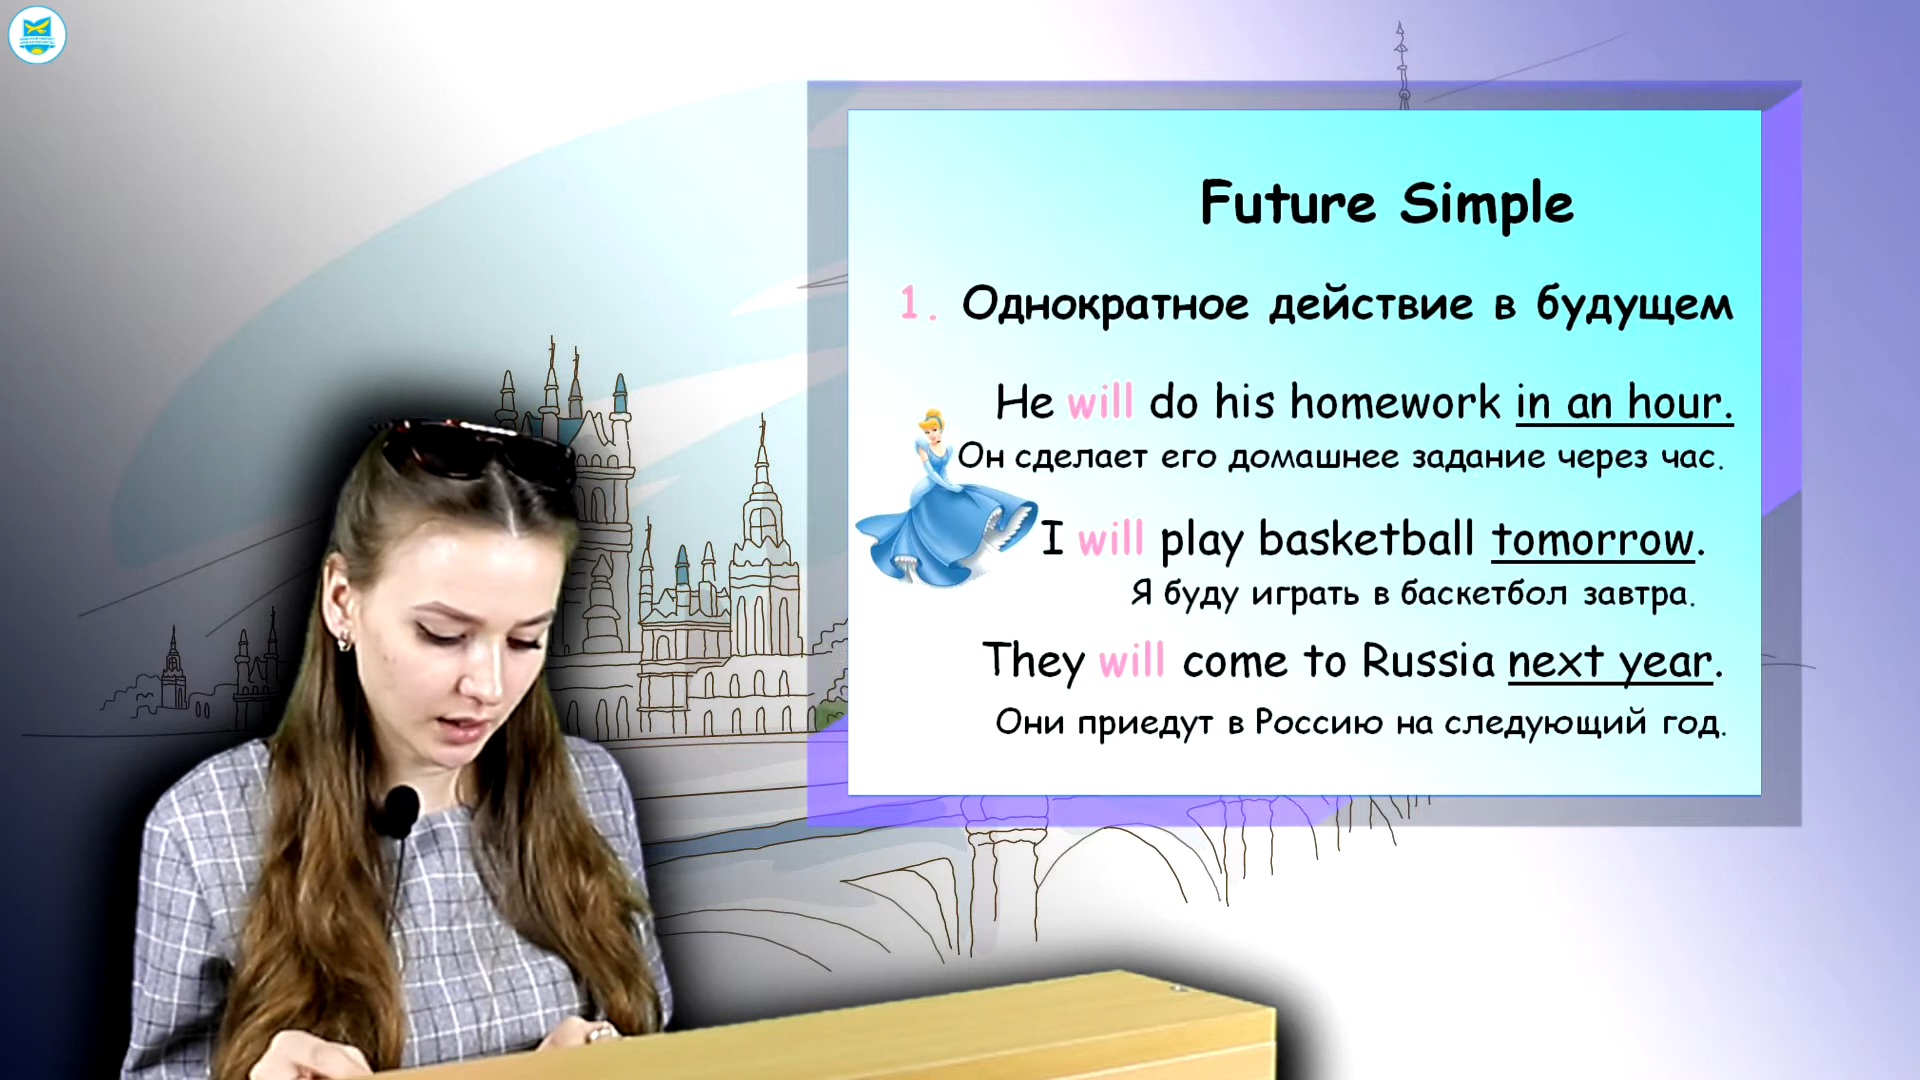 Future Simple
1. Однократное действие в будущем
He will do his homework in an hour.
Он сделает его домашнее задание через час.
I will play basketball tomorrow.
Я буду играть в баскетбол завтра.
They will come to Russia next year.
Они приедут в Россию на следующий год.